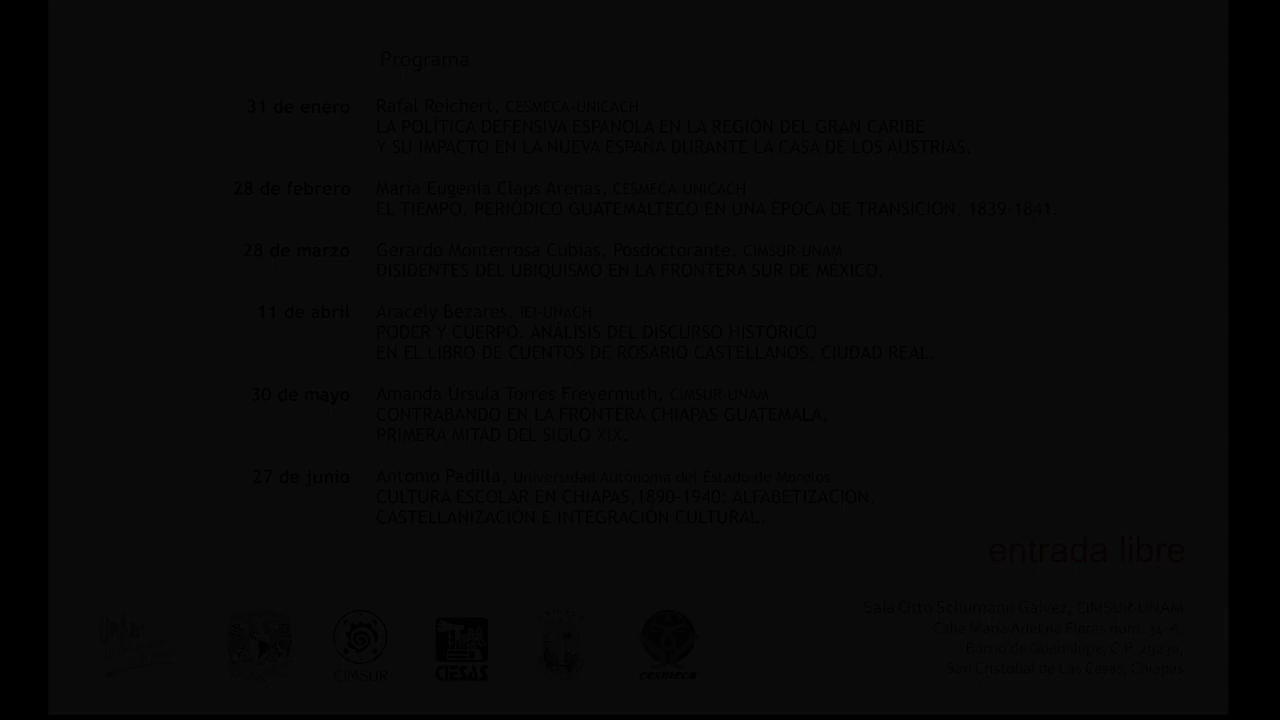 Programa
31 de enero Rafal Reichert, CESMECA-UNICACH
LA POLÍTICA DEFENSIVA ESPAÑOLA EN LA REGIÓN DEL GRAN CARIBE
Y SU IMPACTO EN LA NUEVA ESPAÑA DURANTE LA CASA DE LOS AUSTRIAS.
28 de febrero María Eugenia Claps Arenas, CESMECA-UNICACH
EL TIEMPO, PERIÓDICO GUATEMALTECO EN UNA ÉPOCA DE TRANSICIÓN, 1839-1841.
28 de marzo Gerardo Monterrosa Cubías, Posdoctorante, CIMSUR-UNAM
DISIDENTES DEL UBIQUISMO EN LA FRONTERA SUR DE MÉXICO.
11 de abril Aracely Bezares, IEI-UNACH
PODER Y CUERPO. ANÁLISIS DEL DISCURSO HISTÓRICO
EN EL LIBRO DE CUENTOS DE ROSARIO CASTELLANOS, CIUDAD REAL.
30 de mayo Amanda Úrsula Torres Freyermuth, CIMSUR-UNAM
CONTRABANDO EN LA FRONTERA CHIAPAS GUATEMALA,
PRIMERA MITAD DEL SIGLO XIX.
27 de junio Antonio Padilla, Universidad Autónoma del Estado de Morelos
CULTURA ESCOLAR EN CHIAPAS,1890-1940: ALFABETIZACIÓN,
CASTELLANIZACIÓN E INTEGRACIÓN CULTURAL.
entrada libre
Sala Otto Schumann Gálvez, CIMSUR-UNAM
Calle María Adelina Flores núm. 34-A,
Barrio de Guadalupe, C.P. 29230,
San Cristóbal de Las Casas, Chiapas
CIMSUR
CIESAS
CESMECA